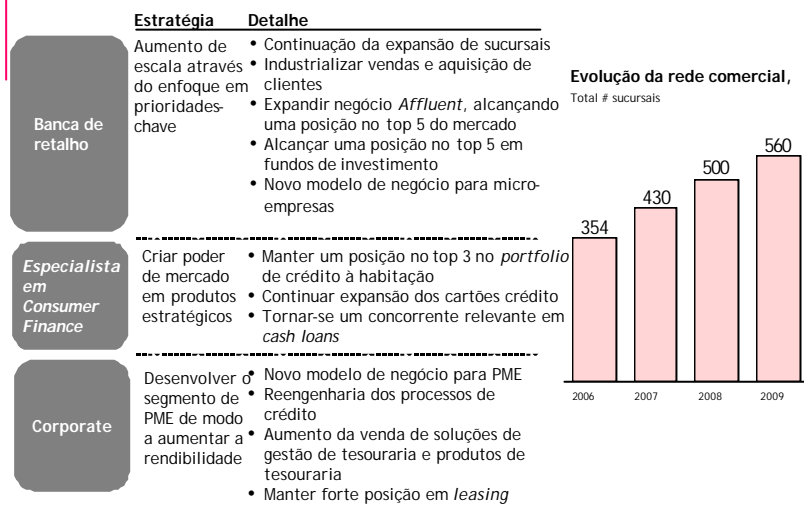 Estratégia Detalhe
Banca de
retalho
Aumento de
escala através
do enfoque em
prioridades-
chave
• Continuação da expansão de sucursais
• Industrializar vendas e aquisição de
clientes
• Expandir negócio Affluent, alcançando
uma posição no top 5 do mercado
• Alcançar uma posição no top 5 em
fundos de investimento
• Novo modelo de negócio para micro-
empresas
Especialista
em
Consumer
Finance
Criar poder
de mercado
em produtos
estratégicos
• Manter um posição no top 3 no portfolio
de crédito à habitação
• Continuar expansão dos cartões crédito
• Tornar-se um concorrente relevante em
cash loans
Corporate
Desenvolver o
segmento de
PME de modo
a aumentar a
rendibilidade
• Novo modelo de negócio para PME
• Reengenharia dos processos de
crédito
• Aumento da venda de soluções de
gestão de tesouraria e produtos de
tesouraria
• Manter forte posição em leasing
Evolução da rede comercial,
Total # sucursais
354
430
500
560
2006 2007 2008 2009